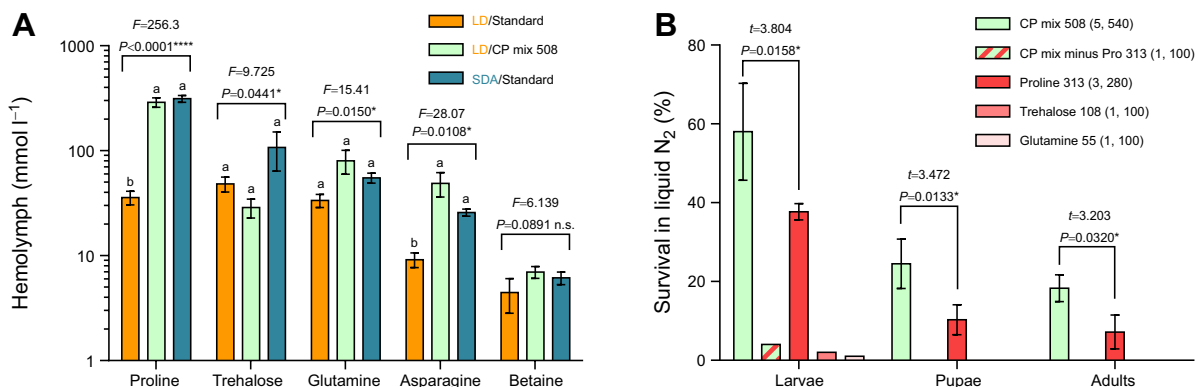 A
F=256.3
P<0.0001****
F=9.725
P=0.0441*
F=15.41
P=0.0150*
F=28.07
P=0.0108*
F=6.139
P=0.0891 n.s.
LD/Standard
LD/CP mix 508
SDA/Standard
Hemolymph (mmol l⁻¹)
1000
100
10
1
b a a
a a a
a a a
b a a
Proline Trehalose Glutamine Asparagine Betaine
B
t=3.804
P=0.0158*
t=3.472
P=0.0133*
t=3.203
P=0.0320*
CP mix 508 (5, 540)
CP mix minus Pro 313 (1, 100)
Proline 313 (3, 280)
Trehalose 108 (1, 100)
Glutamine 55 (1, 100)
Survival in liquid N₂ (%)
80
60
40
20
0
Larvae Pupae Adults